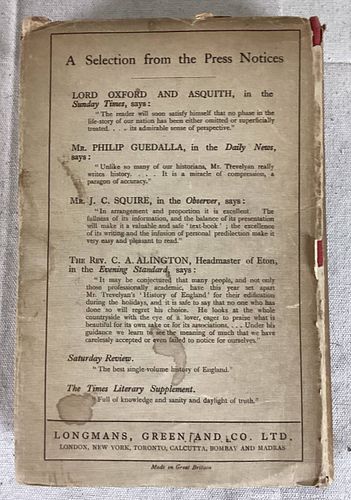 A Selection from the Press Notices
LORD OXFORD AND ASQUITH, in the
Sunday Times, says:
"The reader will soon satisfy himself that no phase in the
life-story of our nation has been either omitted or superficially
treated. . . . its admirable sense of perspective."
Mr. PHILIP GUEDALLA, in the Daily News,
says:
"Unlike so many of our historians, Mr. Trevelyan really
writes history. . . . It is a miracle of compression, a
paragon of accuracy."
Mr. J. C. SQUIRE, in the Observer, says:
"In arrangement and proportion it is excellent. The
fullness of its information, and the balance of its presentation
will make it a valuable and safe 'text-book'; the excellence
of its writing and the infusion of personal predilection make it
very easy and pleasant to read."
The Rev. C. A. ALINGTON, Headmaster of Eton,
in the Evening Standard, says:
"It may be conjectured that many people, and not only
those professionally academic, have this year set apart
Mr. Trevelyan's 'History of England' for their edification
during the holidays, and it is safe to say that no one who has
done so will regret his choice. He looks at the whole
countryside with the eye of a lover, eager to praise what is
beautiful for its own sake or for its associations. . . . Under his
guidance we learn to see the meaning of much that we have
carelessly accepted or even failed to notice for ourselves."
Saturday Review.
"The best single-volume history of England."
The Times Literary Supplement.
"Full of knowledge and sanity and daylight of truth."
LONGMANS, GREEN AND CO. LTD.
LONDON, NEW YORK, TORONTO, CALCUTTA, BOMBAY AND MADRAS
Made in Great Britain